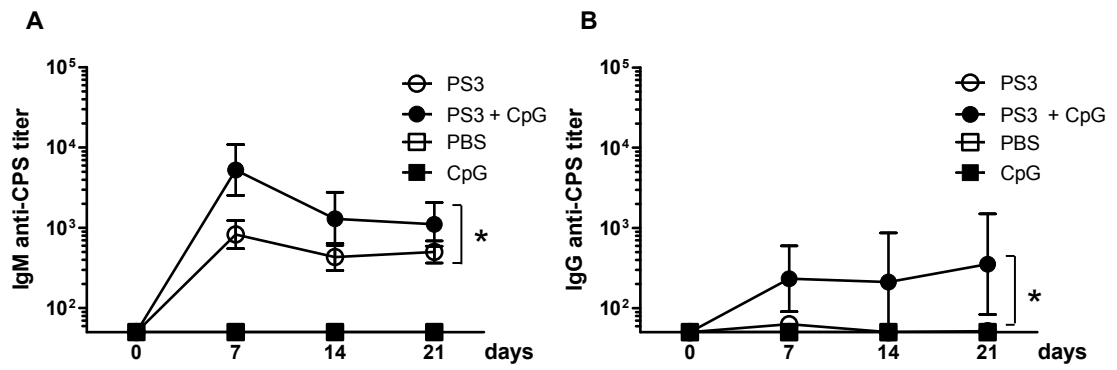 A
IgM anti-CPS titer
10⁵
10⁴
10³
10²
PS3
PS3 + CpG
PBS
CpG
*
0 7 14 21 days
B
IgG anti-CPS titer
10⁵
10⁴
10³
10²
PS3
PS3 + CpG
PBS
CpG
*
0 7 14 21 days